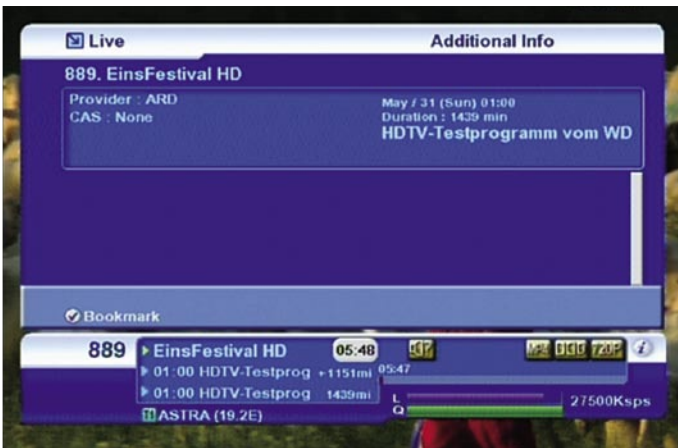 Live
Additional Info
889. EinsFestival HD
Provider : ARD
CAS : None
May / 31 (Sun) 01:00
Duration : 1439 min
HDTV-Testprogramm vom WD
Bookmark
889
EinsFestival HD
05:48
720P
01:00 HDTV-Testprog +1151mi
05:47
01:00 HDTV-Testprog 1439mi
L
Q
27500Ksps
ASTRA (19.2E)